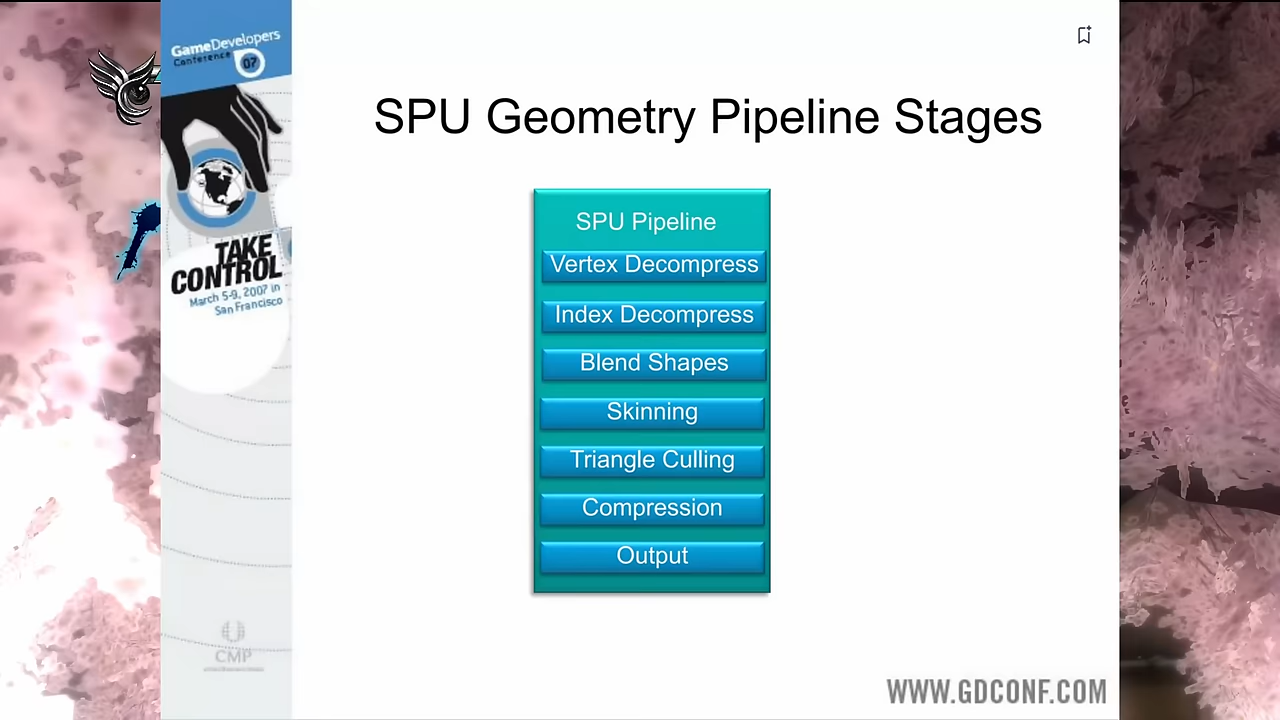 GameDevelopers
Conference 07
TAKE
CONTROL
March 5-9, 2007 in
San Francisco
SPU Geometry Pipeline Stages
SPU Pipeline
Vertex Decompress
Index Decompress
Blend Shapes
Skinning
Triangle Culling
Compression
Output
CMP
WWW.GDCONF.COM